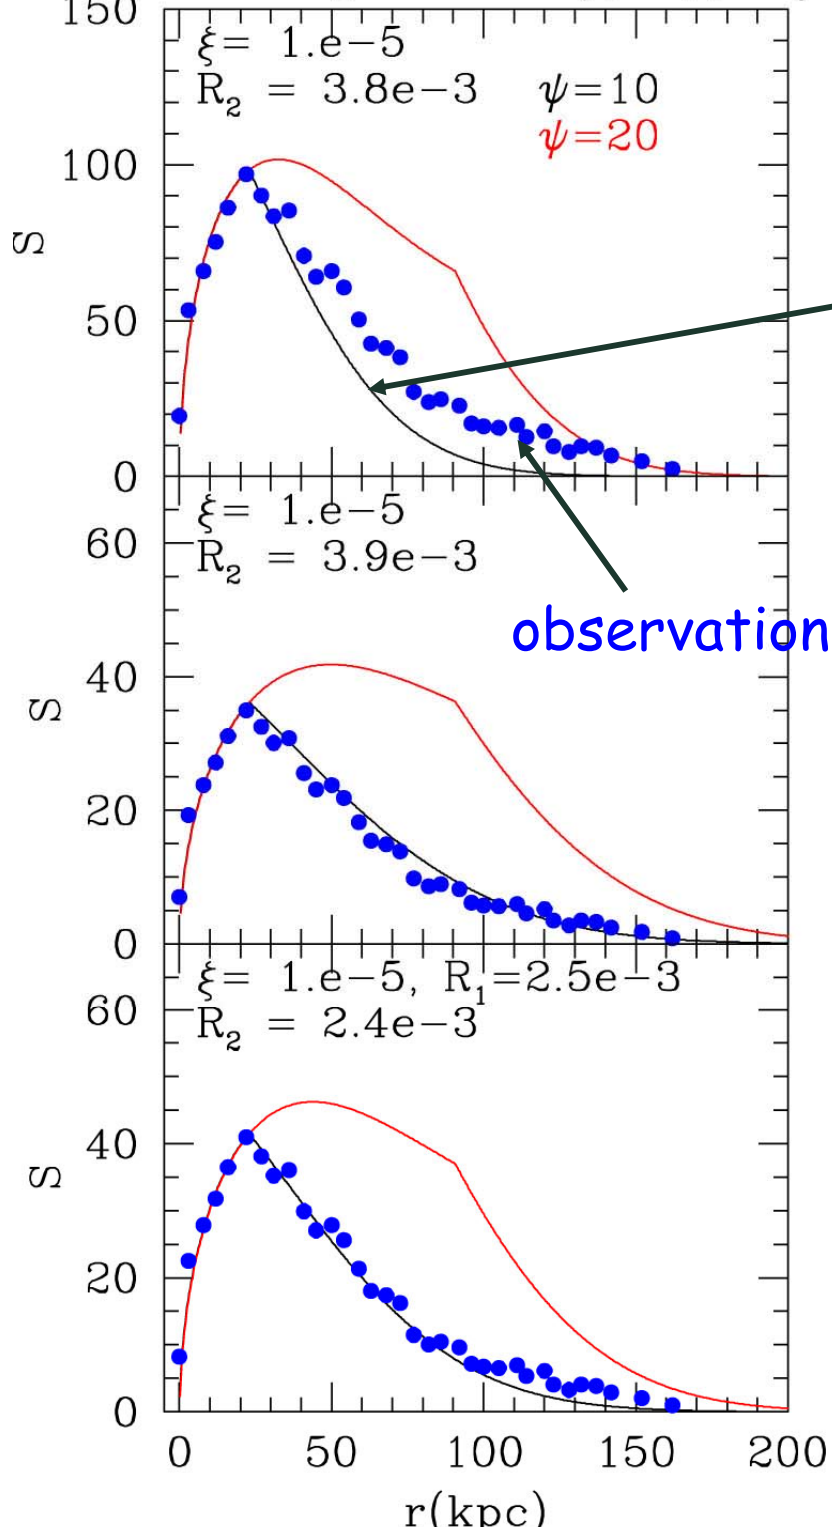 150
ξ= 1.e−5
R₂ = 3.8e−3 ψ=10
ψ=20
100
S
50
0
ξ= 1.e−5
60
R₂ = 3.9e−3
observation
40
S
20
0
ξ= 1.e−5, R₁=2.5e−3
60
R₂ = 2.4e−3
40
S
20
0
0 50 100 150 200
r(kpc)